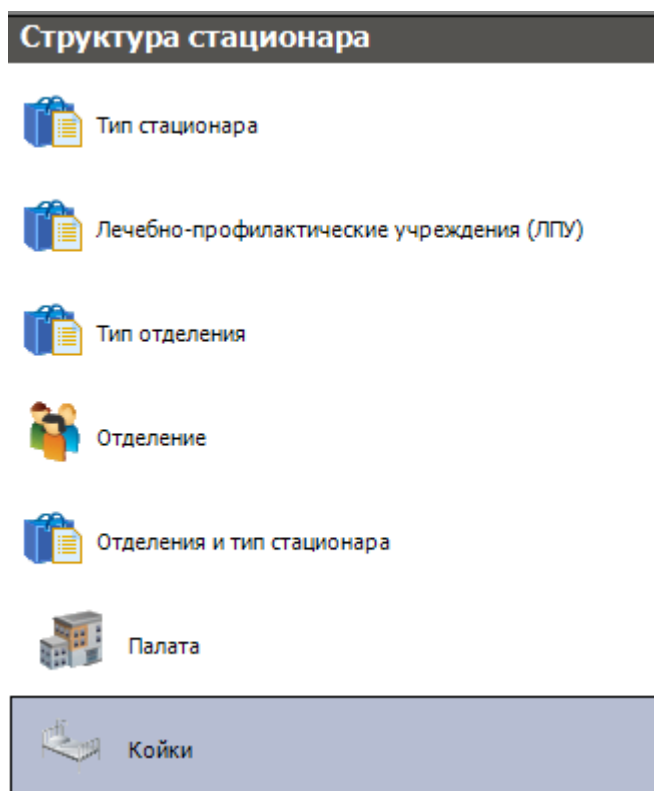 Структура стационара
Тип стационара
Лечебно-профилактические учреждения (ЛПУ)
Тип отделения
Отделение
Отделения и тип стационара
Палата
Койки